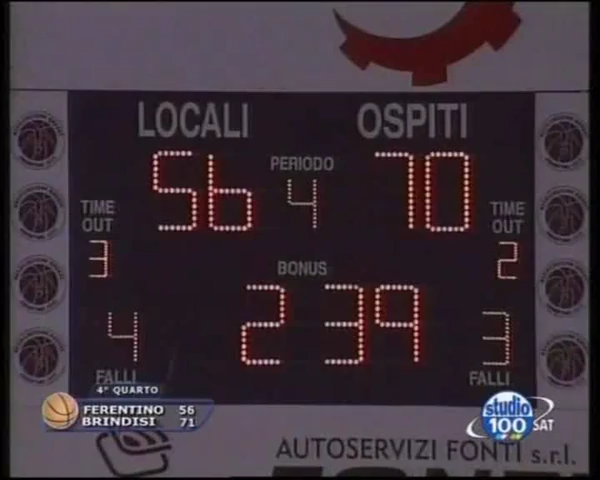 LOCALI OSPITI
56 PERIODO 70
4
TIME OUT TIME OUT
3 2
BONUS
4 2 39 3
FALLI FALLI
4° QUARTO
FERENTINO 56
BRINDISI 71
studio 100 SAT
AUTOSERVIZI FONTI s.r.l.